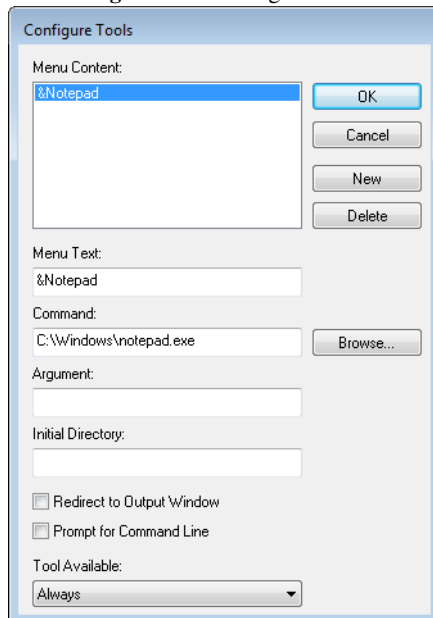 Configure Tools
Menu Content:
&Notepad
OK
Cancel
New
Delete
Menu Text:
&Notepad
Command:
C:\Windows\notepad.exe
Browse...
Argument:
Initial Directory:
Redirect to Output Window
Prompt for Command Line
Tool Available:
Always